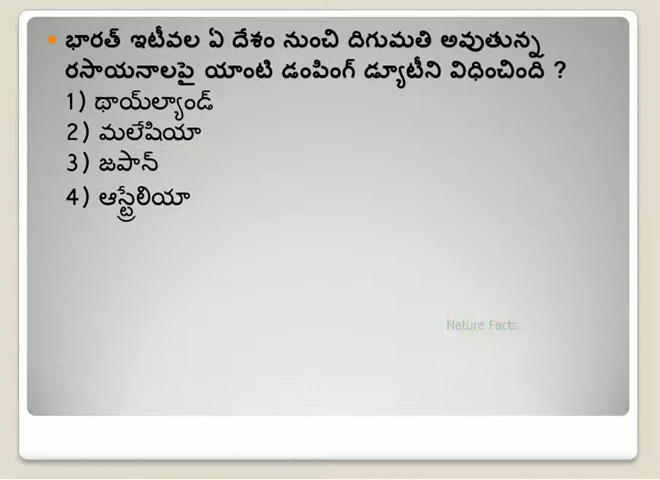 భారత్ ఇటీవల ఏ దేశం నుంచి దిగుమతి అవుతున్న
రసాయనాలపై యాంటి డంపింగ్ డ్యూటీని విధించింది ?
1) థాయ్‌ల్యాండ్
2) మలేషియా
3) జపాన్
4) ఆస్ట్రేలియా
Nature Facts